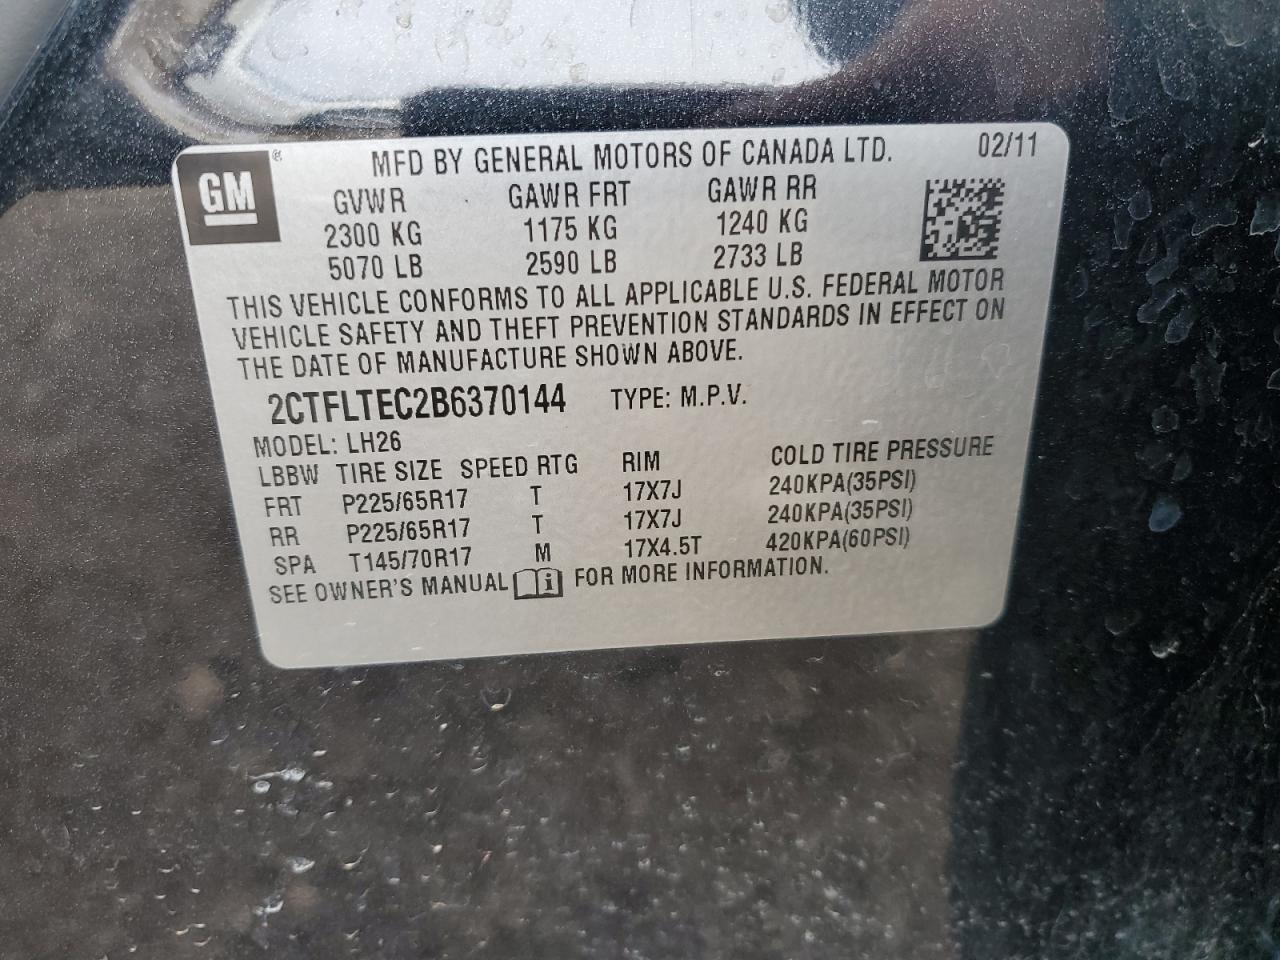 GM ® MFD BY GENERAL MOTORS OF CANADA LTD. 02/11
GVWR GAWR FRT GAWR RR
2300 KG 1175 KG 1240 KG
5070 LB 2590 LB 2733 LB
THIS VEHICLE CONFORMS TO ALL APPLICABLE U.S. FEDERAL MOTOR
VEHICLE SAFETY AND THEFT PREVENTION STANDARDS IN EFFECT ON
THE DATE OF MANUFACTURE SHOWN ABOVE.
2CTFLTEC2B6370144 TYPE: M.P.V.
MODEL: LH26
LBBW TIRE SIZE SPEED RTG RIM COLD TIRE PRESSURE
FRT P225/65R17 T 17X7J 240KPA(35PSI)
RR P225/65R17 T 17X7J 240KPA(35PSI)
SPA T145/70R17 M 17X4.5T 420KPA(60PSI)
SEE OWNER'S MANUAL i FOR MORE INFORMATION.